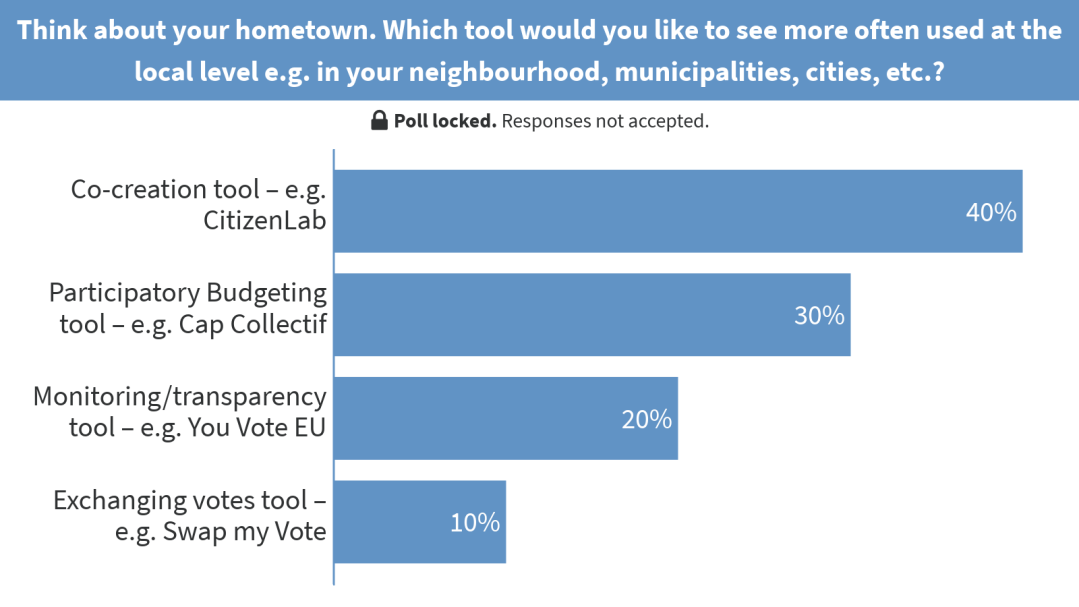 Think about your hometown. Which tool would you like to see more often used at the
local level e.g. in your neighbourhood, municipalities, cities, etc.?
Poll locked. Responses not accepted.
Co-creation tool – e.g.
CitizenLab
40%
Participatory Budgeting
tool – e.g. Cap Collectif
30%
Monitoring/transparency
tool – e.g. You Vote EU
20%
Exchanging votes tool –
e.g. Swap my Vote
10%